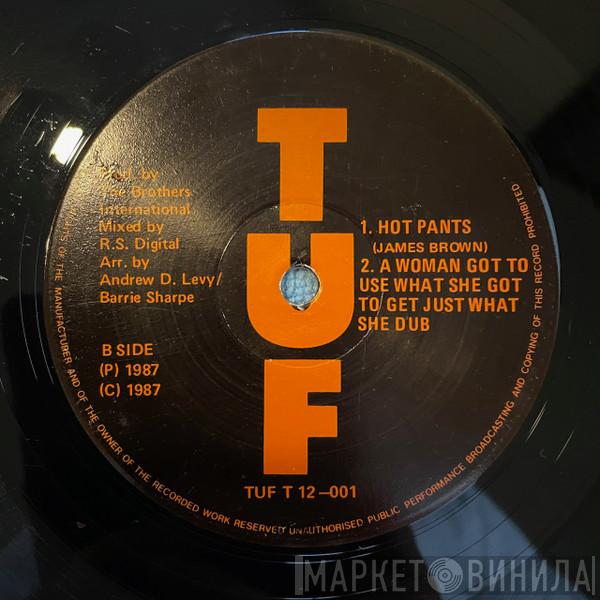 TUF
Prod. by
The Brothers
International
Mixed by
R.S. Digital
Arr. by
Andrew D. Levy/
Barrie Sharpe
B SIDE
(P) 1987
(C) 1987
1. HOT PANTS
(JAMES BROWN)
2. A WOMAN GOT TO
USE WHAT SHE GOT
TO GET JUST WHAT
SHE DUB
TUF T 12-001
RIGHTS OF THE MANUFACTURER AND OF THE OWNER OF THE RECORDED WORK RESERVED UNAUTHORISED PUBLIC PERFORMANCE BROADCASTING AND COPYING OF THIS RECORD PROHIBITED
МАРКЕТ ВИНИЛА